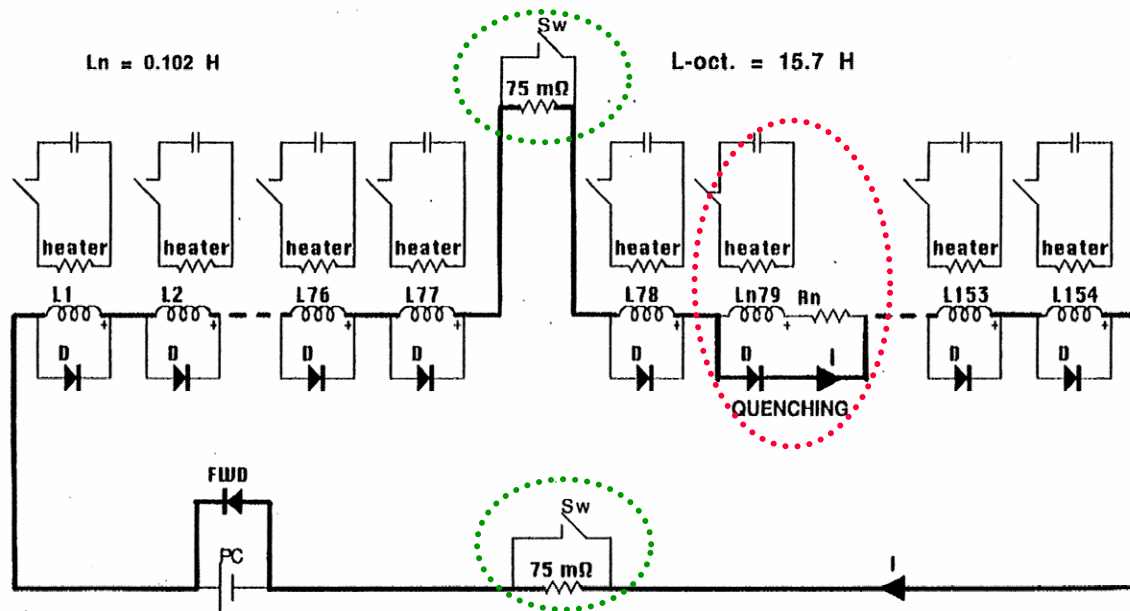 Sw
Ln = 0.102 H
L-oct. = 15.7 H
75 mΩ
heater heater heater heater heater heater heater heater
L1 L2 L76 L77 L78 Ln79 Rn L153 L154
+ + + + + + + +
D D D D D D I D D
QUENCHING
FWD
Sw
PC
75 mΩ
I